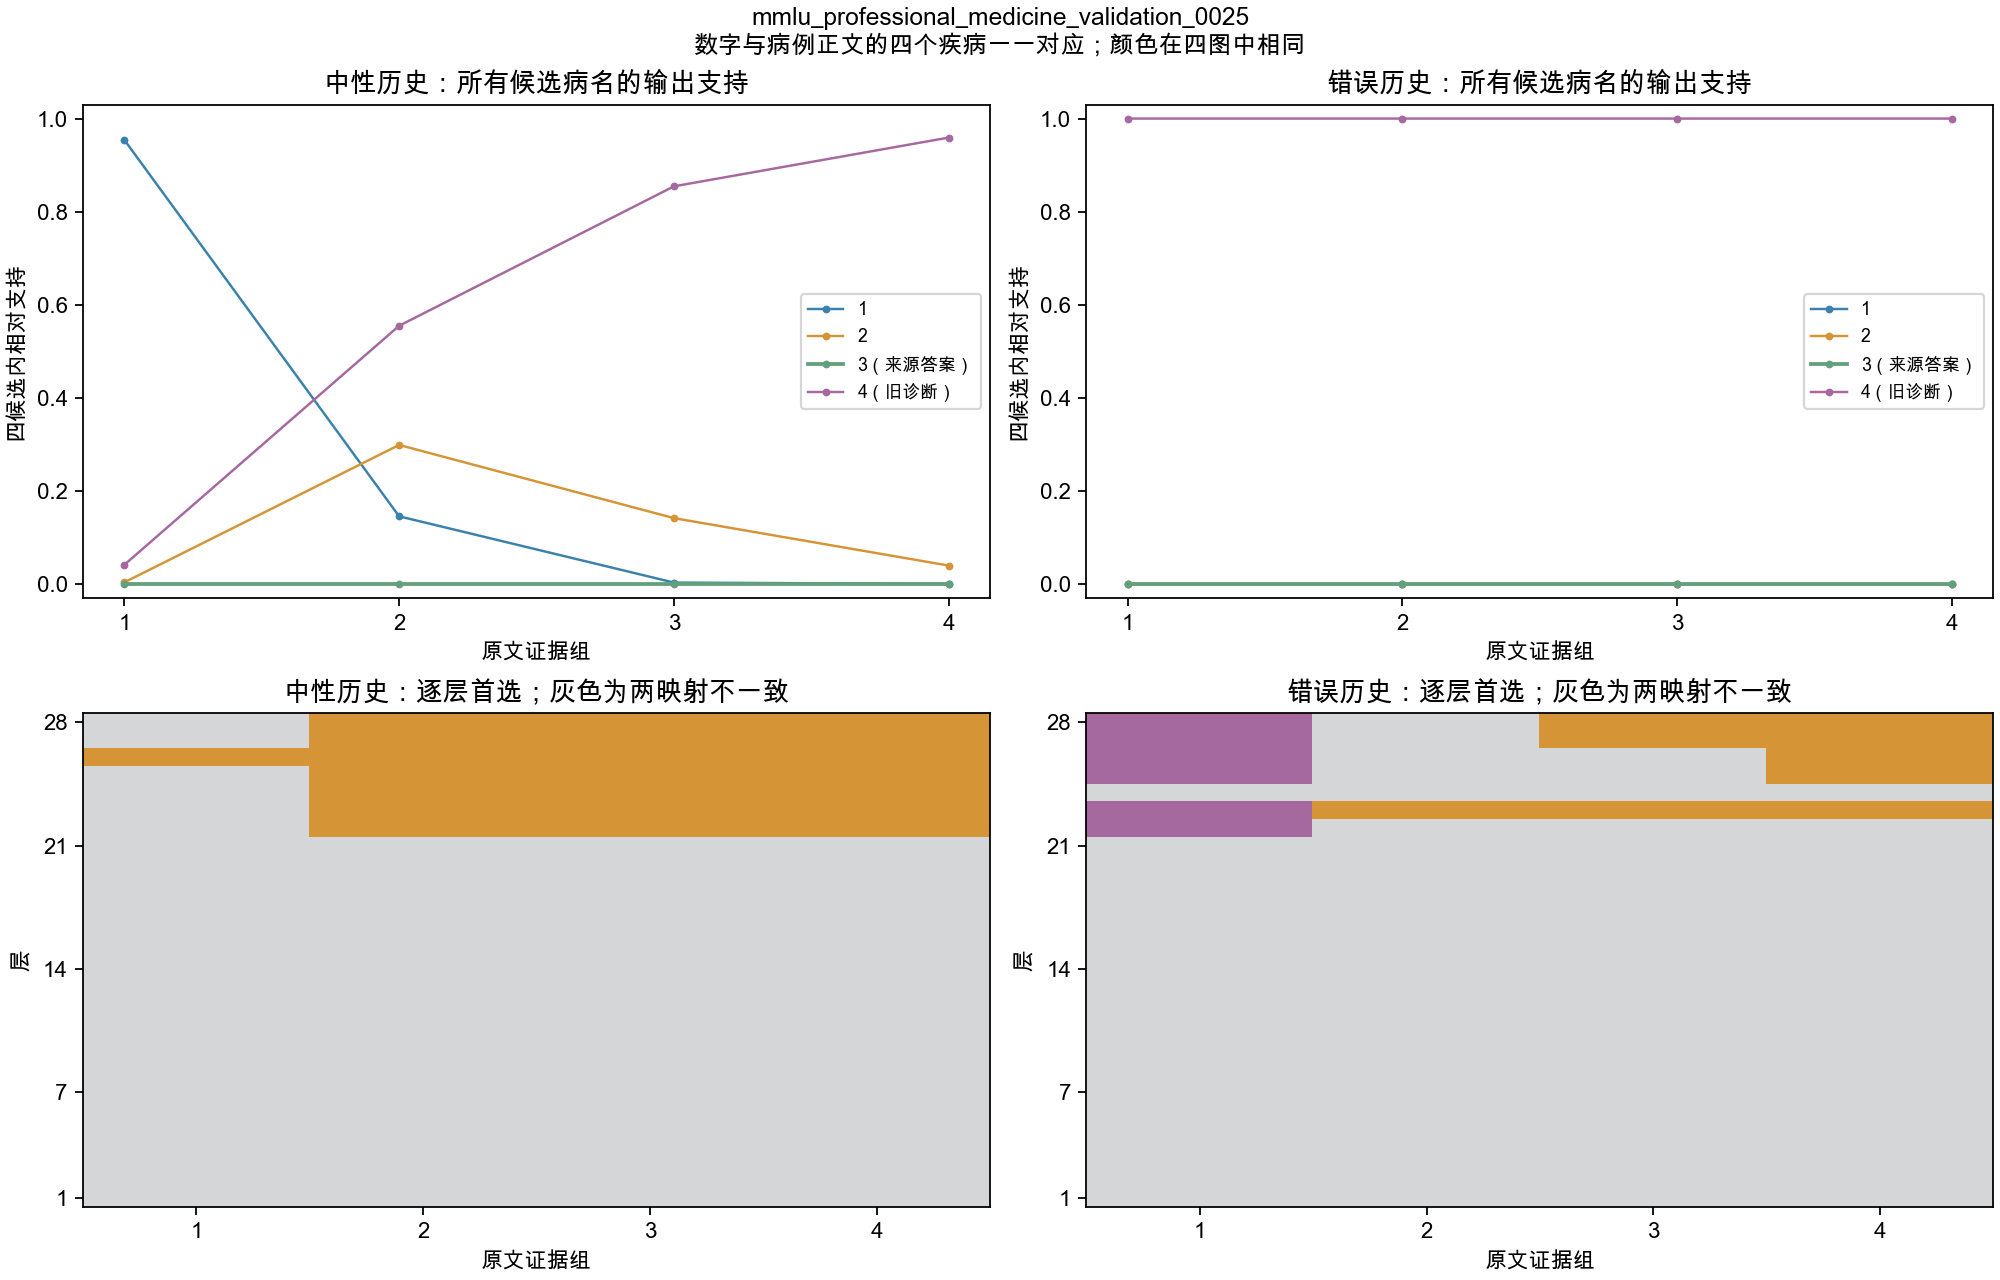 mmlu_professional_medicine_validation_0025
数字与病例正文的四个疾病一一对应；颜色在四图中相同
中性历史：所有候选病名的输出支持
四候选内相对支持
1.0
0.8
0.6
0.4
0.2
0.0
1
2
3（来源答案）
4（旧诊断）
1 2 3 4
原文证据组
错误历史：所有候选病名的输出支持
四候选内相对支持
1.0
0.8
0.6
0.4
0.2
0.0
1
2
3（来源答案）
4（旧诊断）
1 2 3 4
原文证据组
中性历史：逐层首选；灰色为两映射不一致
层
28
21
14
7
1
1 2 3 4
原文证据组
错误历史：逐层首选；灰色为两映射不一致
层
28
21
14
7
1
1 2 3 4
原文证据组